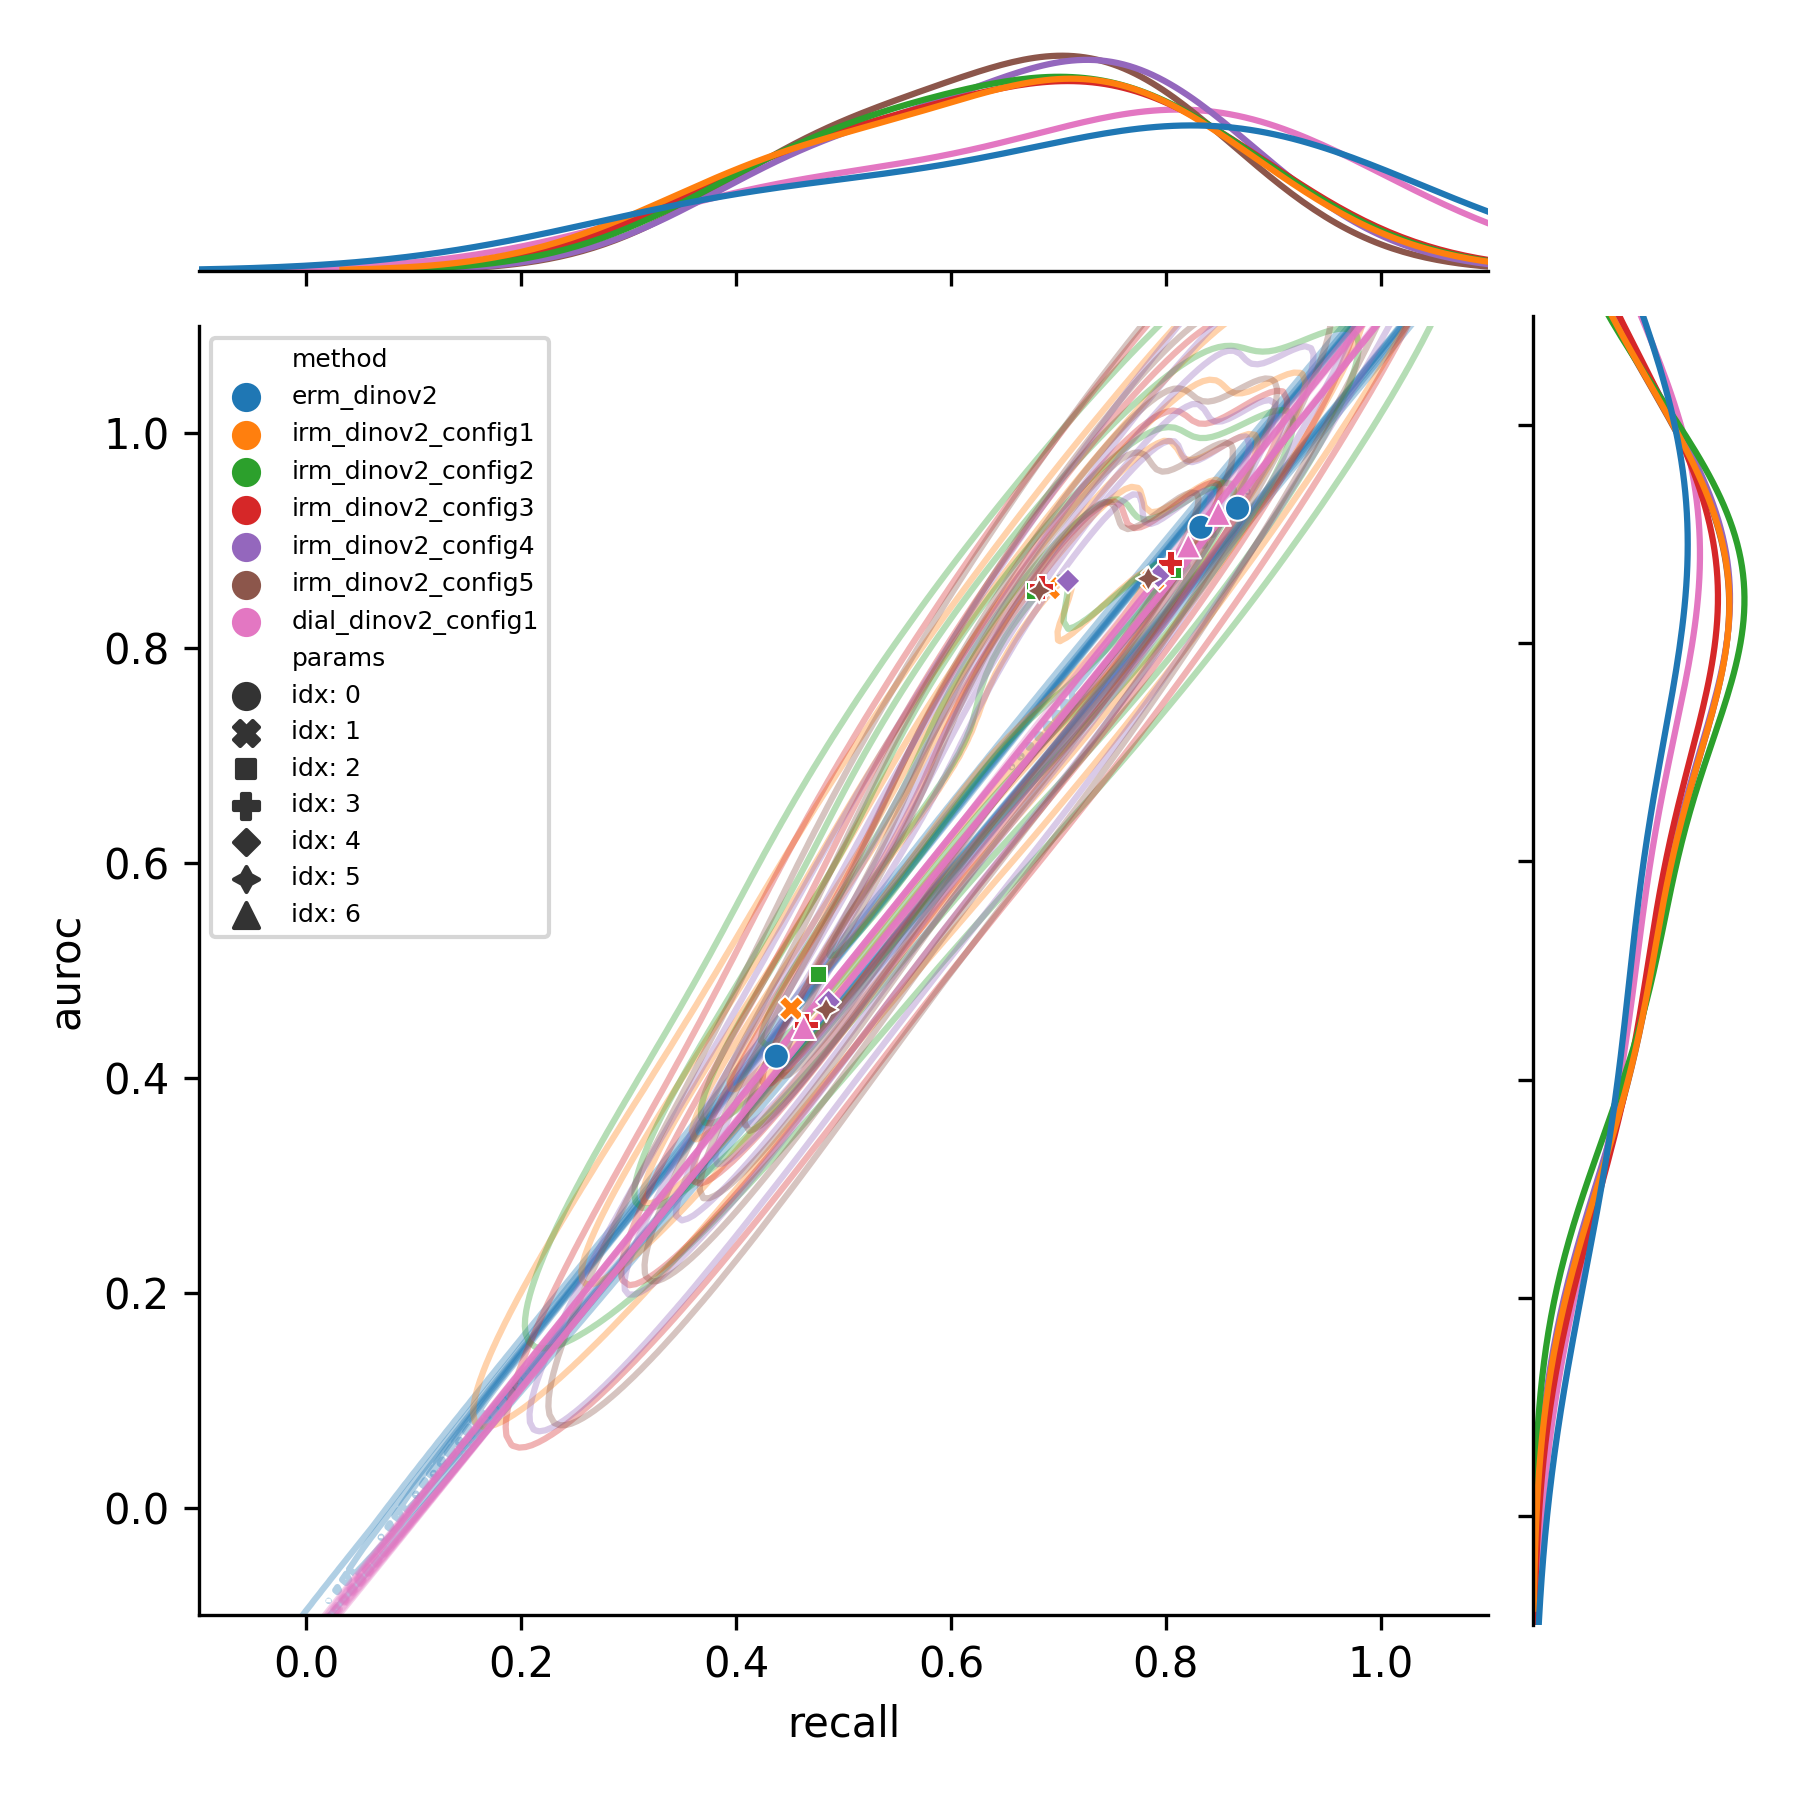 method
erm_dinov2
irm_dinov2_config1
irm_dinov2_config2
irm_dinov2_config3
irm_dinov2_config4
irm_dinov2_config5
dial_dinov2_config1
params
idx: 0
idx: 1
idx: 2
idx: 3
idx: 4
idx: 5
idx: 6
1.0
0.8
0.6
0.4
0.2
0.0
auroc
0.0 0.2 0.4 0.6 0.8 1.0
recall